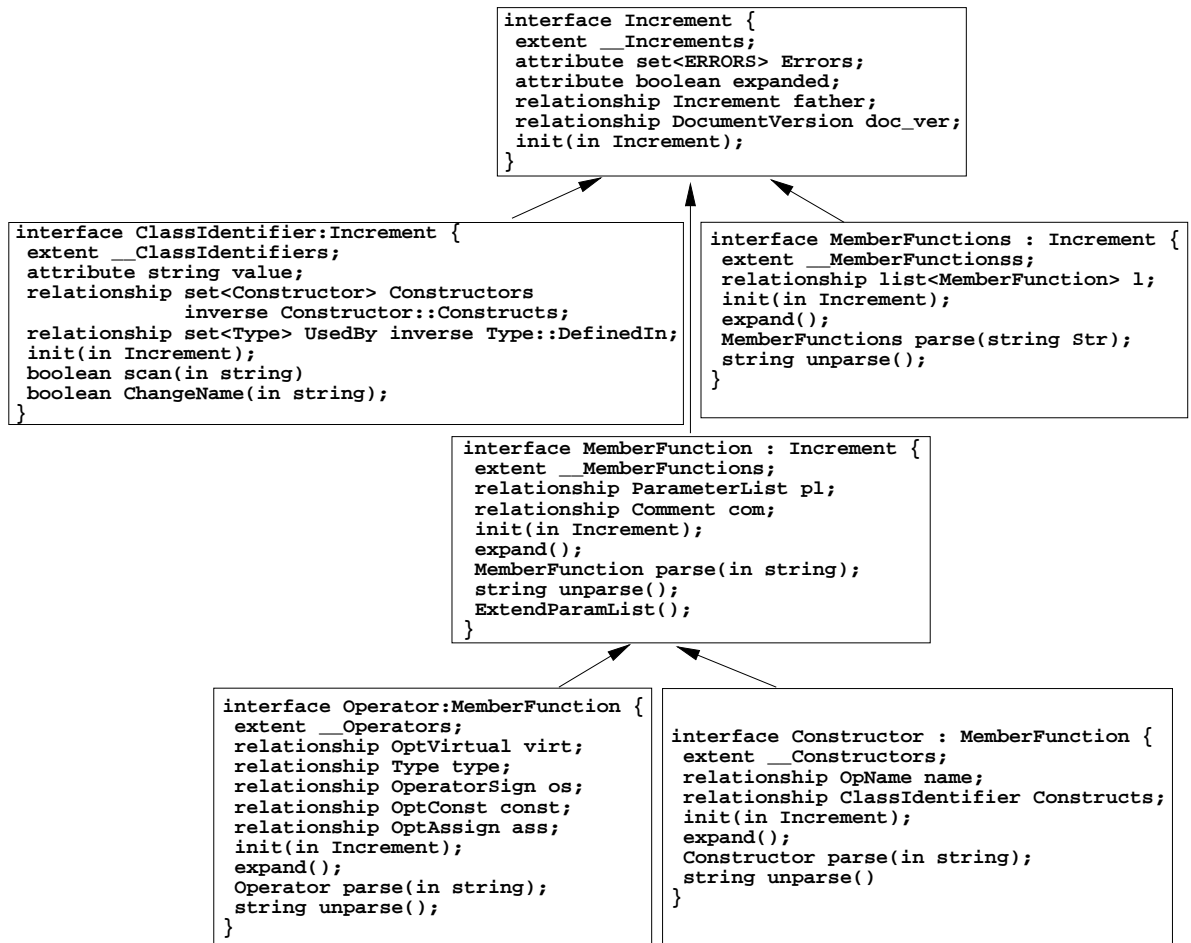 interface Increment {
extent __Increments;
attribute set<ERRORS> Errors;
attribute boolean expanded;
relationship Increment father;
relationship DocumentVersion doc_ver;
init(in Increment);
}
interface ClassIdentifier:Increment {
extent __ClassIdentifiers;
attribute string value;
relationship set<Constructor> Constructors
inverse Constructor::Constructs;
relationship set<Type> UsedBy inverse Type::DefinedIn;
init(in Increment);
boolean scan(in string)
boolean ChangeName(in string);
}
interface MemberFunctions : Increment {
extent __MemberFunctionss;
relationship list<MemberFunction> l;
init(in Increment);
expand();
MemberFunctions parse(string Str);
string unparse();
}
interface MemberFunction : Increment {
extent __MemberFunctions;
relationship ParameterList pl;
relationship Comment com;
init(in Increment);
expand();
MemberFunction parse(in string);
string unparse();
ExtendParamList();
}
interface Operator:MemberFunction {
extent __Operators;
relationship OptVirtual virt;
relationship Type type;
relationship OperatorSign os;
relationship OptConst const;
relationship OptAssign ass;
init(in Increment);
expand();
Operator parse(in string);
string unparse();
}
interface Constructor : MemberFunction {
extent __Constructors;
relationship OpName name;
relationship ClassIdentifier Constructs;
init(in Increment);
expand();
Constructor parse(in string);
string unparse()
}